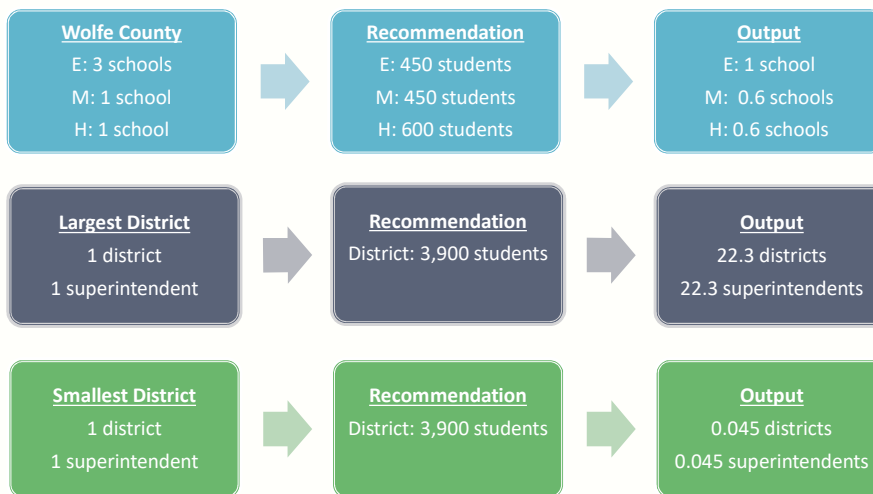 Wolfe County
E: 3 schools
M: 1 school
H: 1 school
Recommendation
E: 450 students
M: 450 students
H: 600 students
Output
E: 1 school
M: 0.6 schools
H: 0.6 schools
Largest District
1 district
1 superintendent
Recommendation
District: 3,900 students
Output
22.3 districts
22.3 superintendents
Smallest District
1 district
1 superintendent
Recommendation
District: 3,900 students
Output
0.045 districts
0.045 superintendents